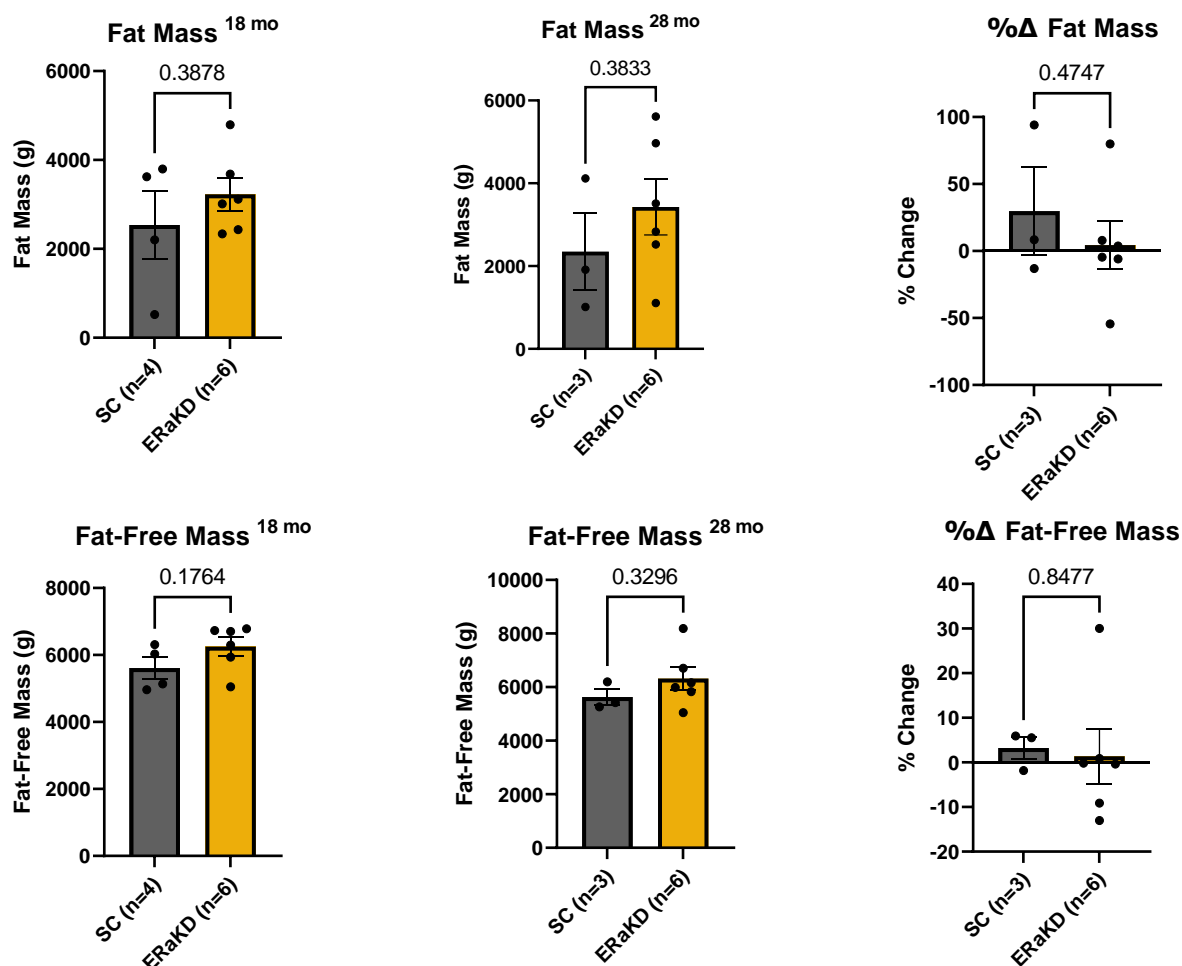 Fat Mass 18 mo
0.3878
6000
4000
2000
0
Fat Mass (g)
SC (n=4)
ERaKD (n=6)
Fat Mass 28 mo
0.3833
6000
4000
2000
0
Fat Mass (g)
SC (n=3)
ERaKD (n=6)
%Δ Fat Mass
0.4747
100
50
0
-50
-100
% Change
SC (n=3)
ERaKD (n=6)
Fat-Free Mass 18 mo
0.1764
8000
6000
4000
2000
0
Fat-Free Mass (g)
SC (n=4)
ERaKD (n=6)
Fat-Free Mass 28 mo
0.3296
10000
8000
6000
4000
2000
0
Fat-Free Mass (g)
SC (n=3)
ERaKD (n=6)
%Δ Fat-Free Mass
0.8477
40
30
20
10
0
-10
-20
% Change
SC (n=3)
ERaKD (n=6)